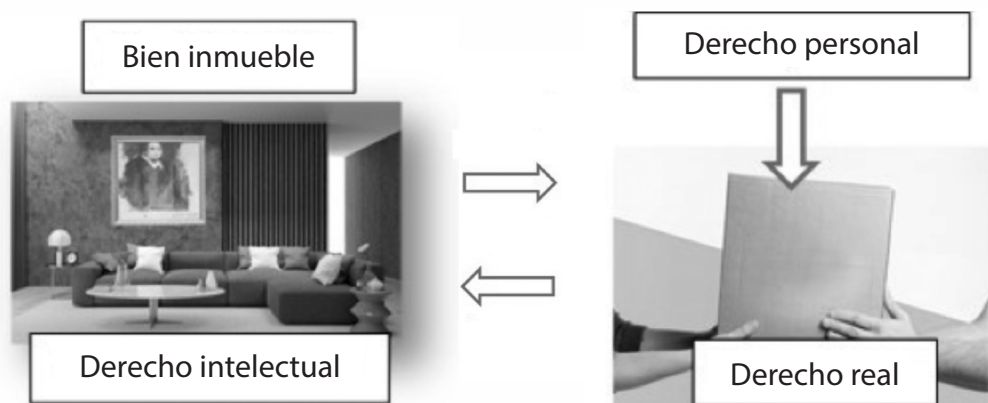 Bien inmueble
Derecho personal
Derecho intelectual
Derecho real